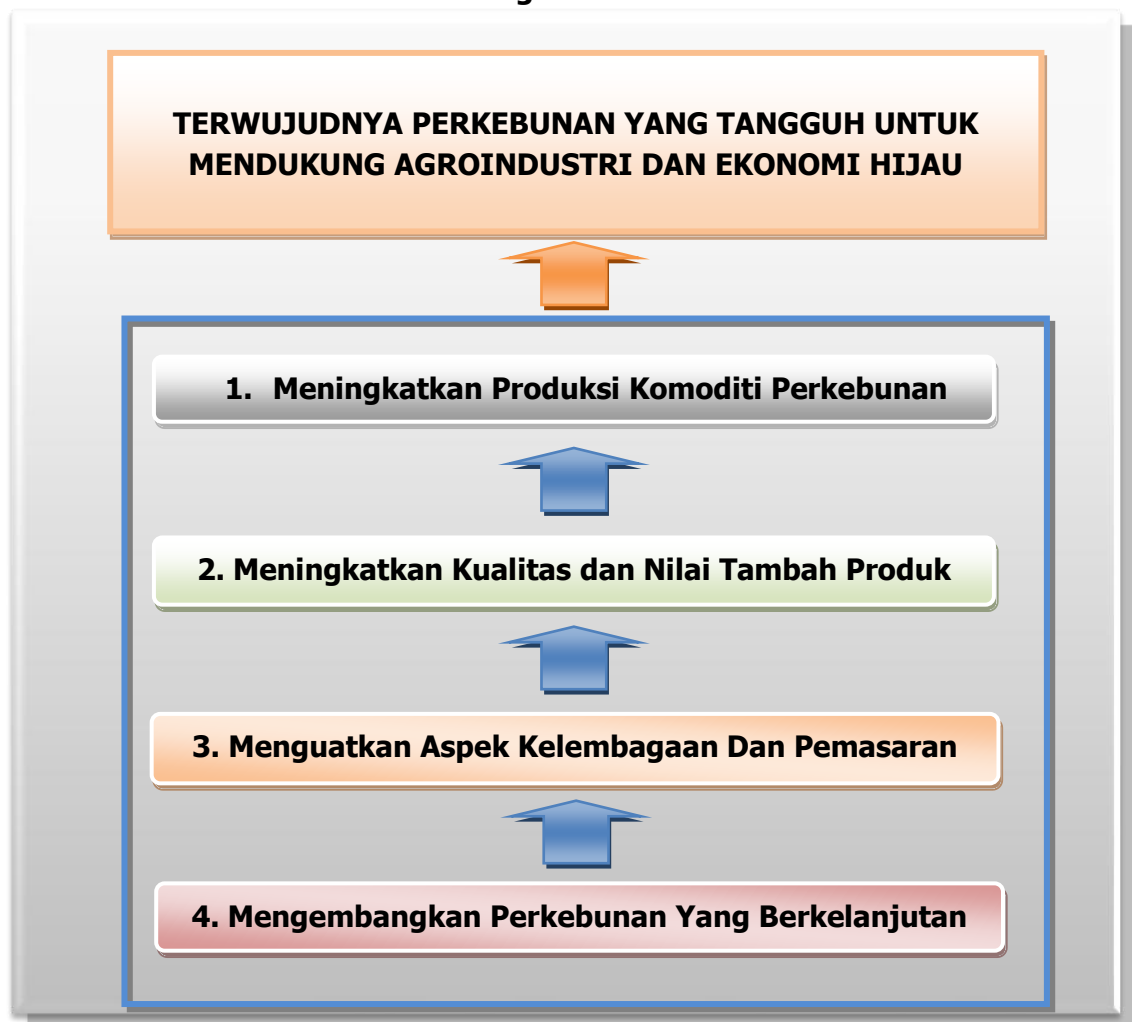 TERWUJUDNYA PERKEBUNAN YANG TANGGUH UNTUK
MENDUKUNG AGROINDUSTRI DAN EKONOMI HIJAU
1. Meningkatkan Produksi Komoditi Perkebunan
2. Meningkatkan Kualitas dan Nilai Tambah Produk
3. Menguatkan Aspek Kelembagaan Dan Pemasaran
4. Mengembangkan Perkebunan Yang Berkelanjutan